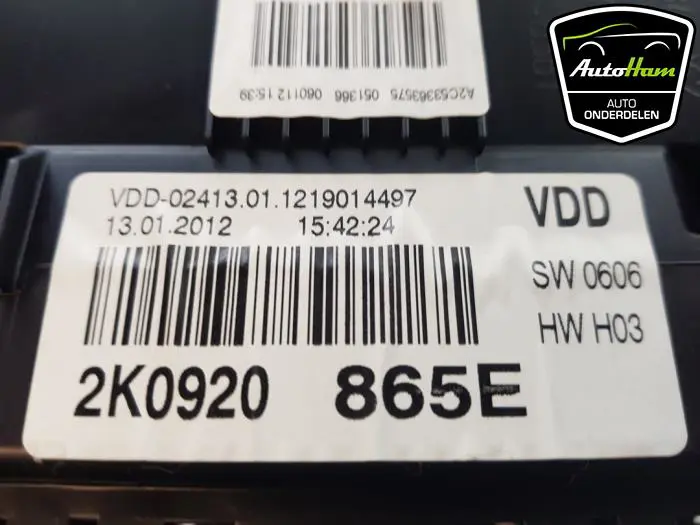 A2C53363575 051366 060112 15:39
AutoHam
AUTO
ONDERDELEN
VDD-02413.01.1219014497
13.01.2012 15:42:24
VDD
SW 0606
HW H03
2K0920 865E